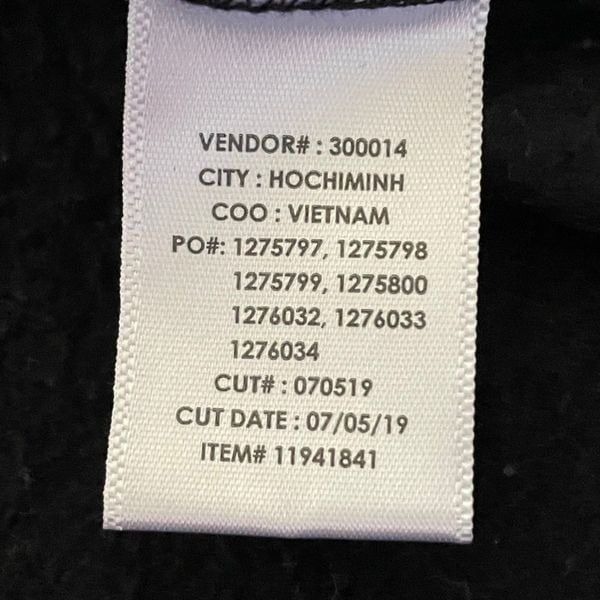 VENDOR# : 300014
CITY : HOCHIMINH
COO : VIETNAM
PO#: 1275797, 1275798
1275799, 1275800
1276032, 1276033
1276034
CUT# : 070519
CUT DATE : 07/05/19
ITEM# 11941841